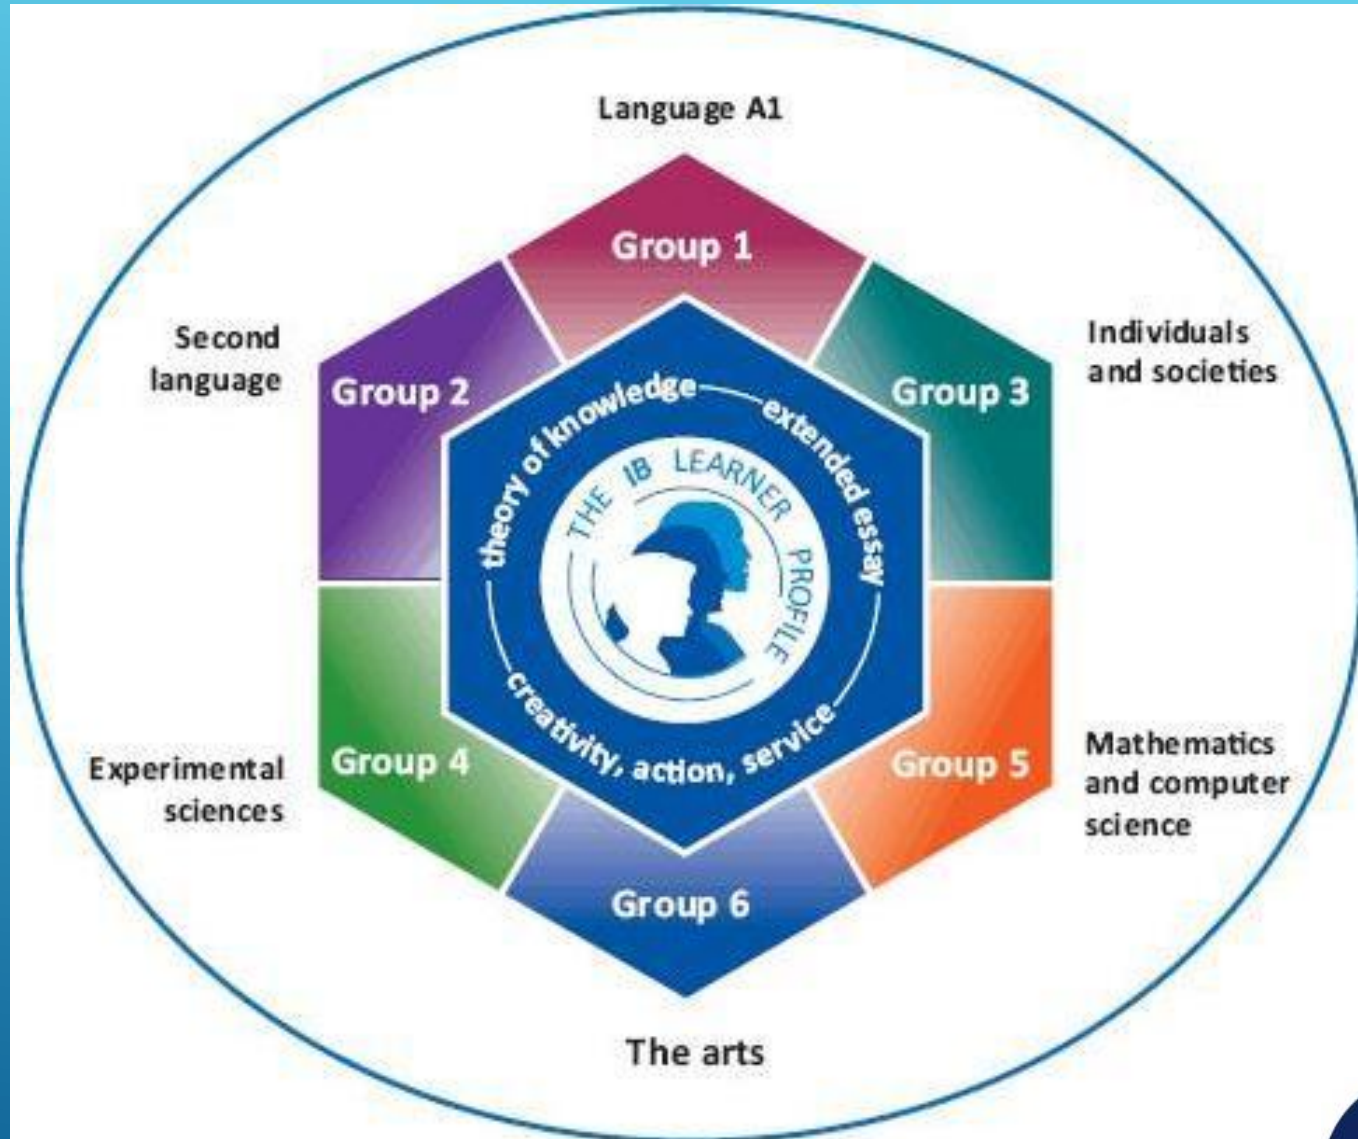 Language A1
Group 1
Second
language
Group 2
Group 3
Individuals
and societies
theory of knowledge
extended essay
THE IB LEARNER PROFILE
creativity, action, service
Experimental
sciences
Group 4
Group 5
Mathematics
and computer
science
Group 6
The arts